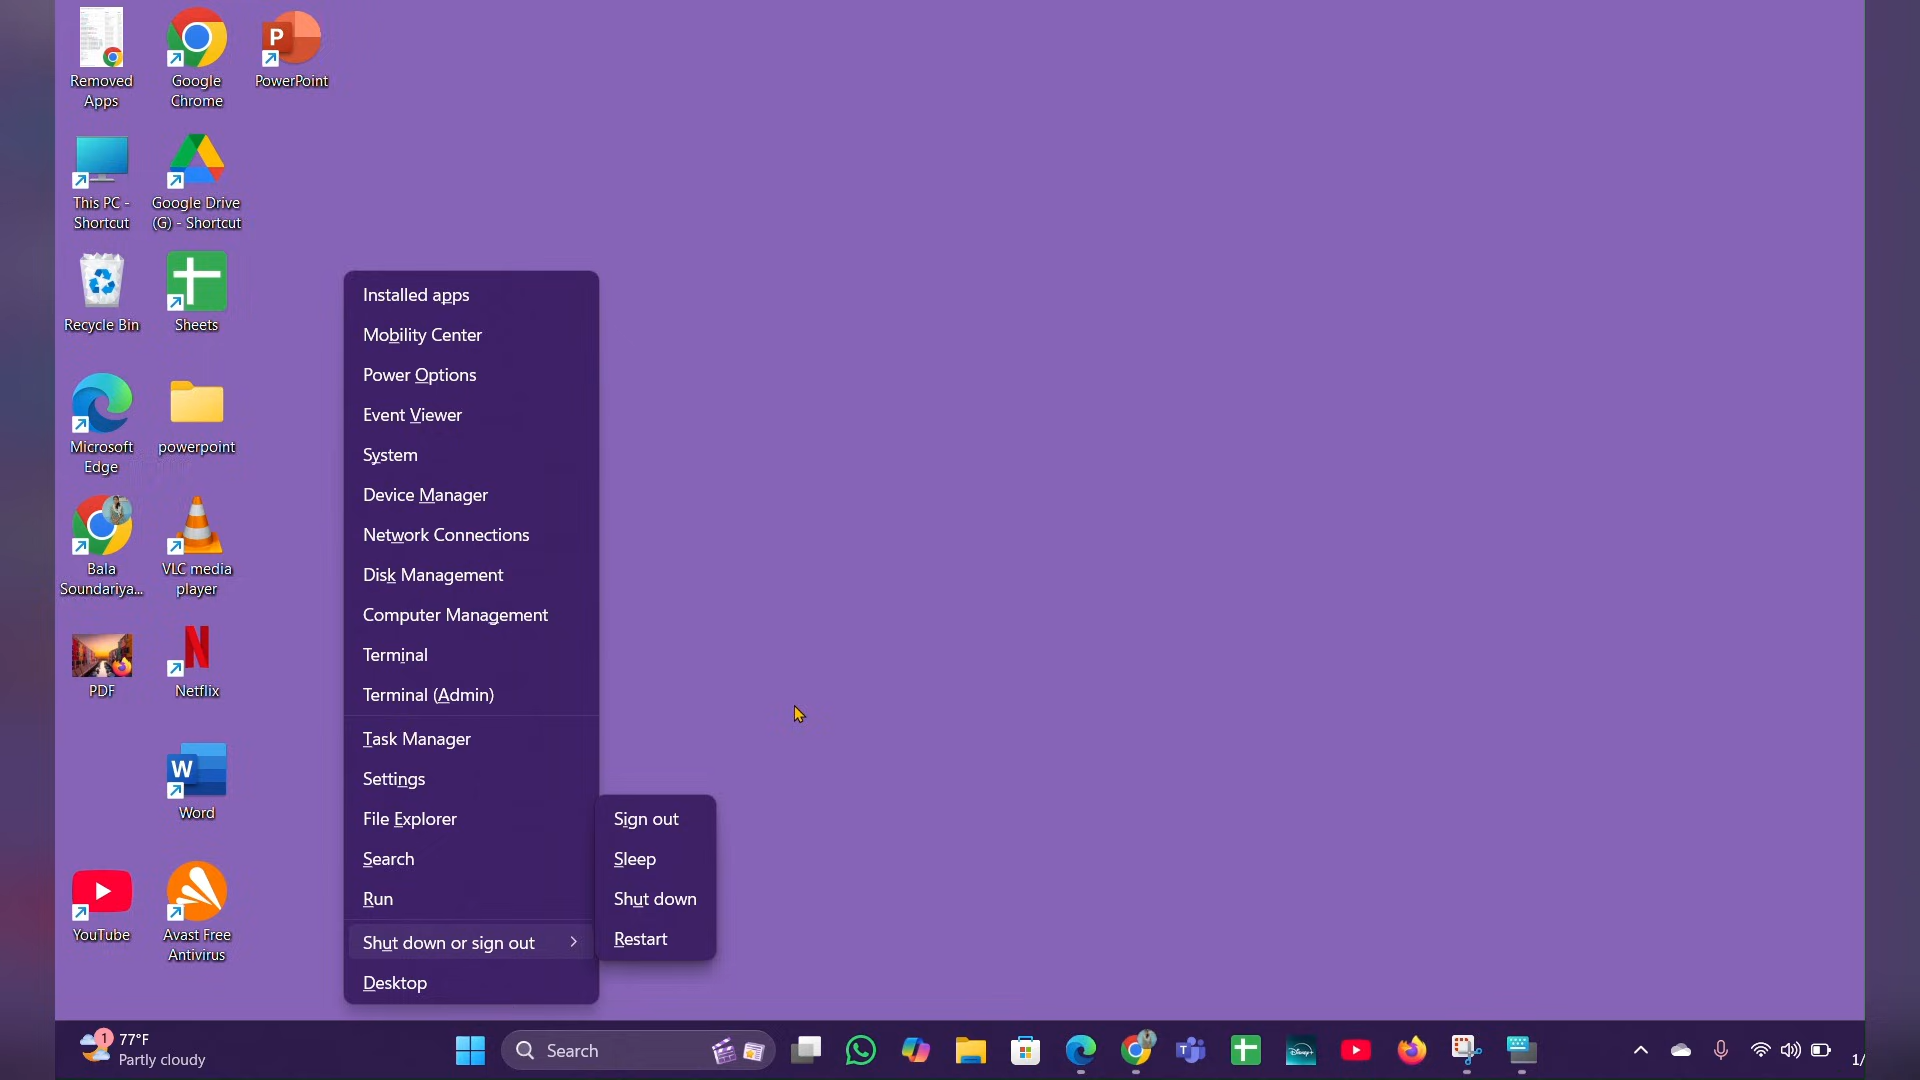 Removed
Apps
Google
Chrome
P
PowerPoint
This PC -
Shortcut
Google Drive
(G) - Shortcut
Recycle Bin
Sheets
Microsoft
Edge
powerpoint
Bala
Soundariya...
VLC media
player
PDF
N
Netflix
W
Word
YouTube
Avast Free
Antivirus
Installed apps
Mobility Center
Power Options
Event Viewer
System
Device Manager
Network Connections
Disk Management
Computer Management
Terminal
Terminal (Admin)
Task Manager
Settings
File Explorer
Search
Run
Shut down or sign out
Desktop
Sign out
Sleep
Shut down
Restart
1
77°F
Partly cloudy
Search
T
Disney+
1/